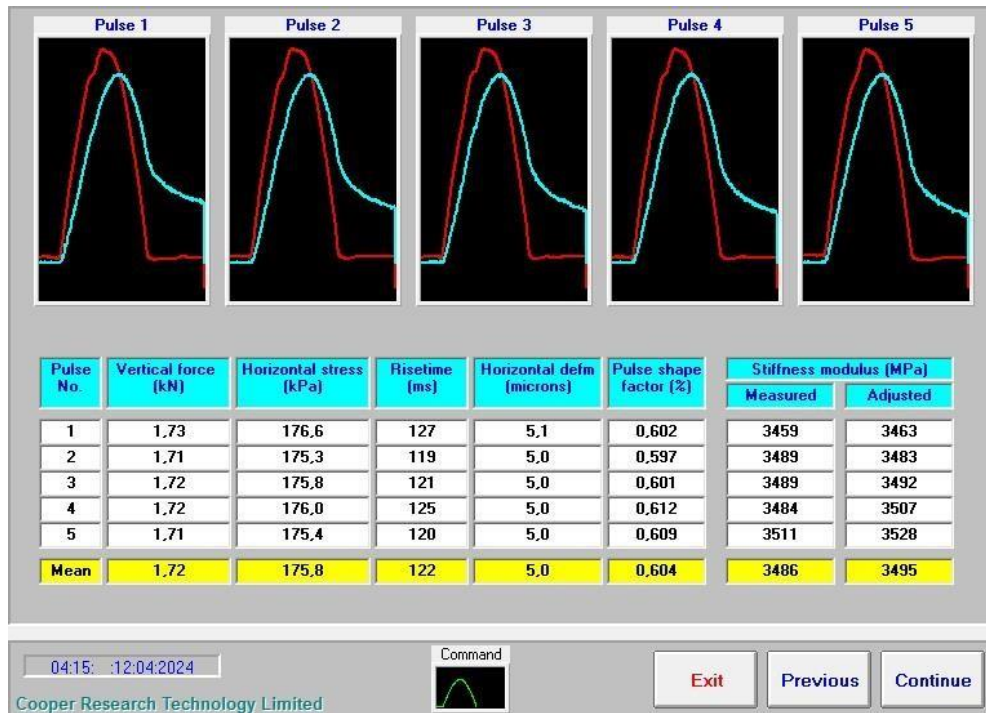 Pulse 1 Pulse 2 Pulse 3 Pulse 4 Pulse 5
Pulse No. Vertical force (kN) Horizontal stress (kPa) Risetime (ms) Horizontal defm (microns) Pulse shape factor (%) Stiffness modulus (MPa)
Measured Adjusted
1 1,73 176,6 127 5,1 0,602 3459 3463
2 1,71 175,3 119 5,0 0,597 3489 3483
3 1,72 175,8 121 5,0 0,601 3489 3492
4 1,72 176,0 125 5,0 0,612 3484 3507
5 1,71 175,4 120 5,0 0,609 3511 3528
Mean 1,72 175,8 122 5,0 0,604 3486 3495
04:15: :12:04:2024
Command
Exit Previous Continue
Cooper Research Technology Limited